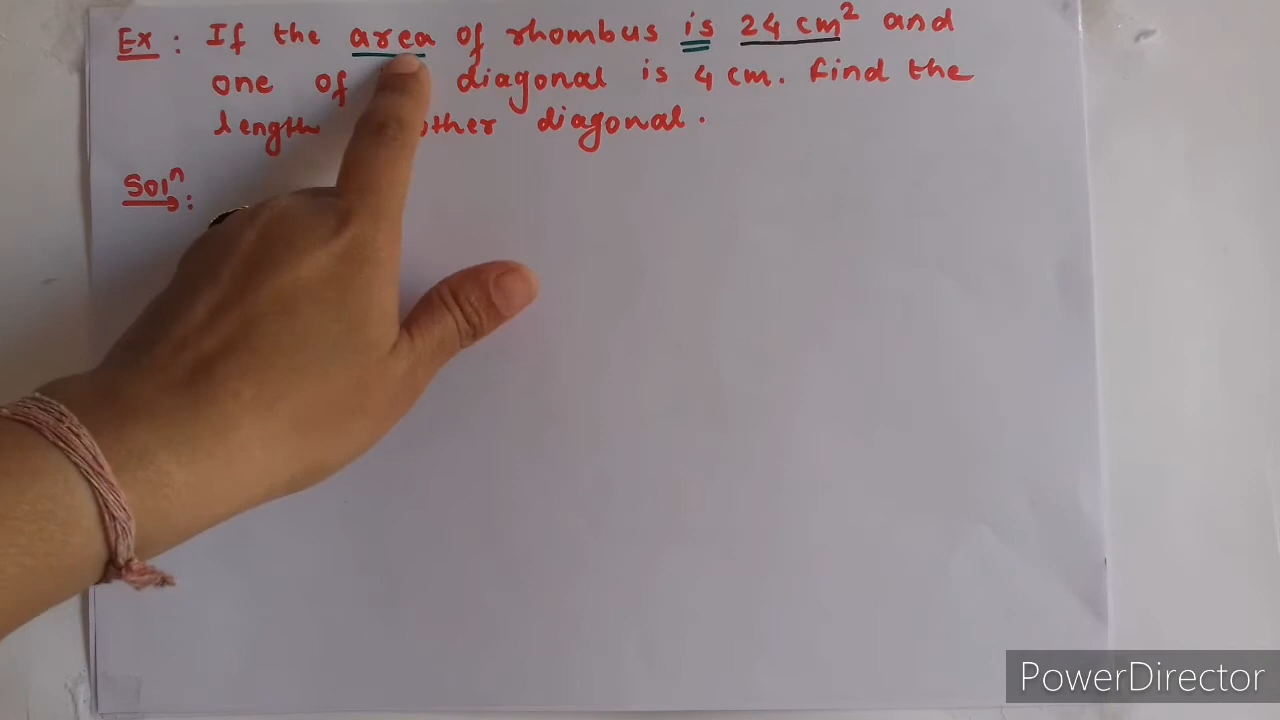 Ex : If the area of rhombus is 24 cm² and
one of diagonal is 4 cm. Find the
length other diagonal.
Solⁿ :
PowerDirector